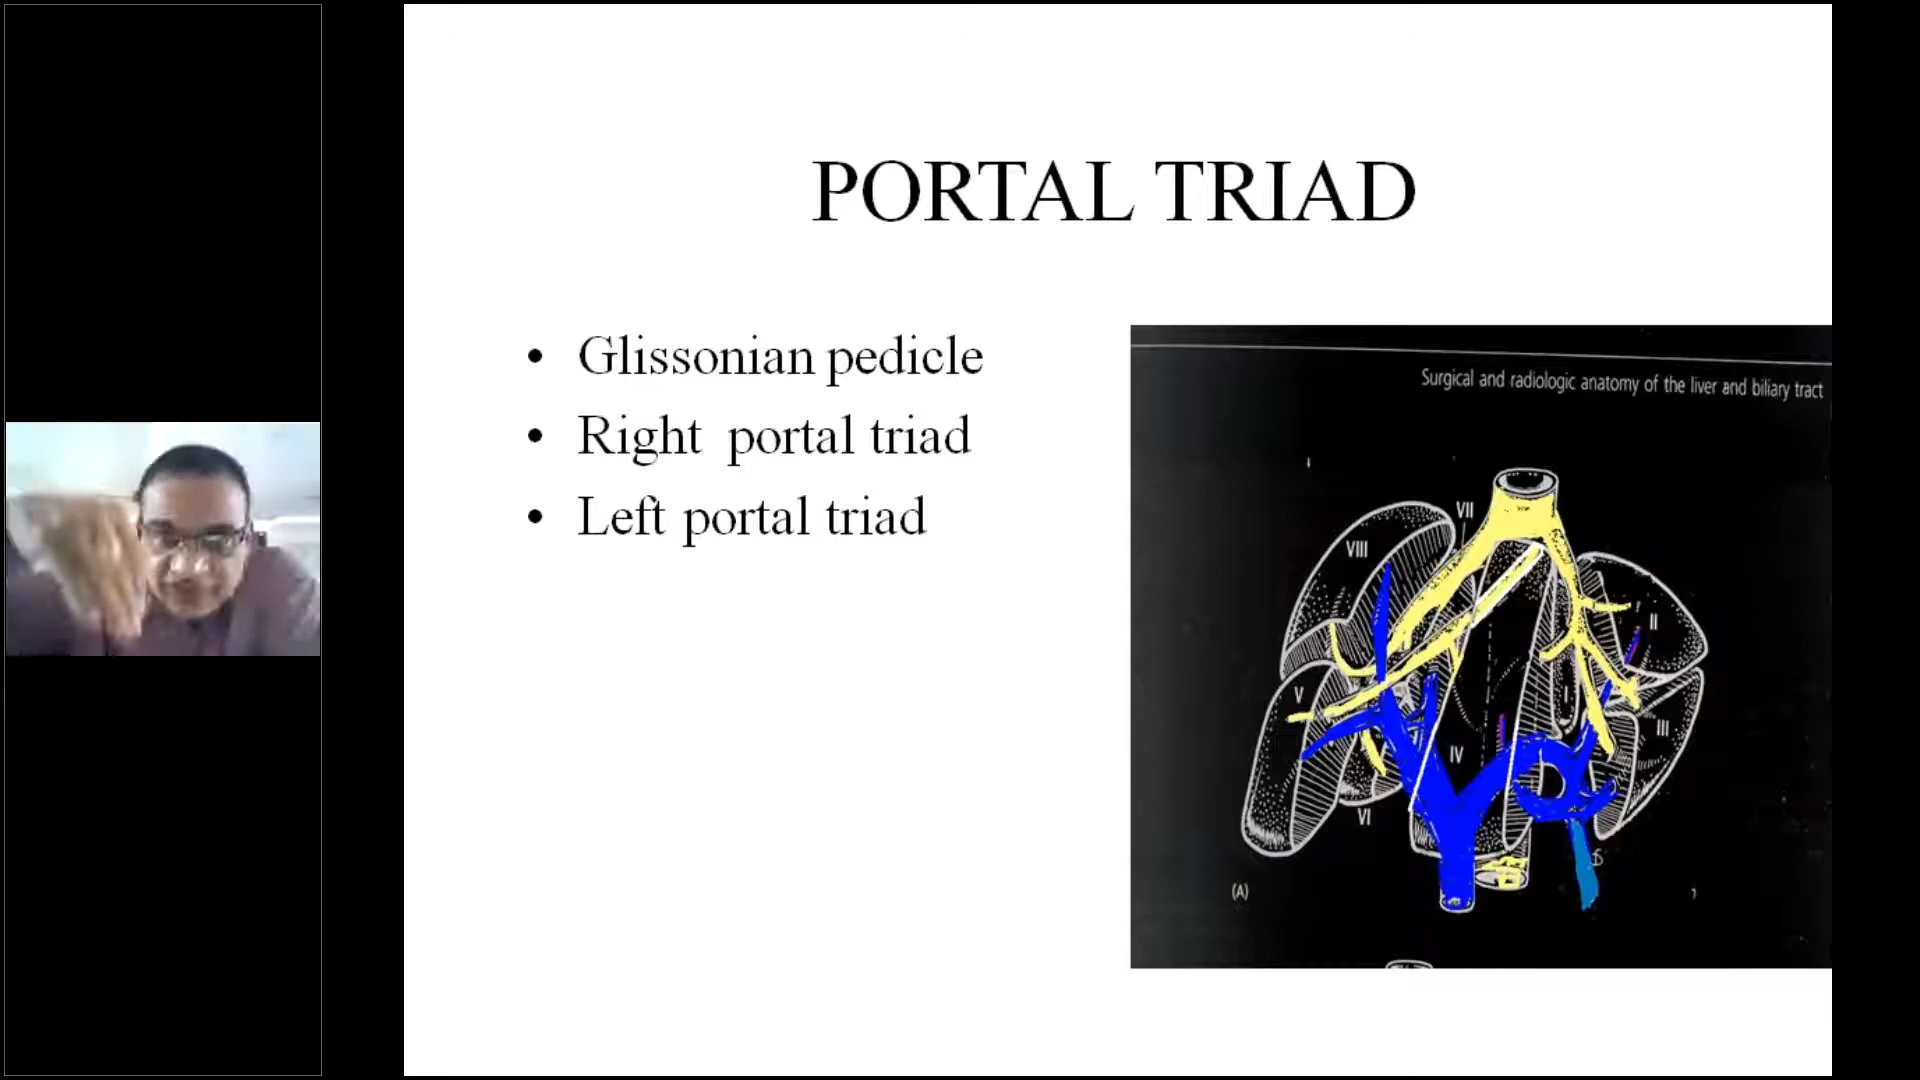 PORTAL TRIAD
• Glissonian pedicle
• Right portal triad
• Left portal triad
Surgical and radiologic anatomy of the liver and biliary tract
VII
VIII
II
V
I
III
IV
VI
(A)